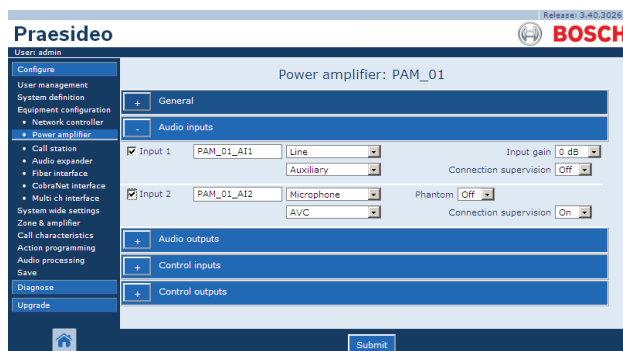 Release: 3.40.3026
Praesideo
BOSCH
User: admin
Configure
User management
System definition
Equipment configuration
• Network controller
• Power amplifier
• Call station
• Audio expander
• Fiber interface
• CobraNet interface
• Multi ch interface
System wide settings
Zone & amplifier
Call characteristics
Action programming
Audio processing
Save
Diagnose
Upgrade
Power amplifier: PAM_01
+ General
- Audio inputs
Input 1 PAM_01_AI1 Line Input gain 0 dB
Auxiliary Connection supervision Off
Input 2 PAM_01_AI2 Microphone Phantom Off
AVC Connection supervision On
+ Audio outputs
+ Control inputs
+ Control outputs
Submit